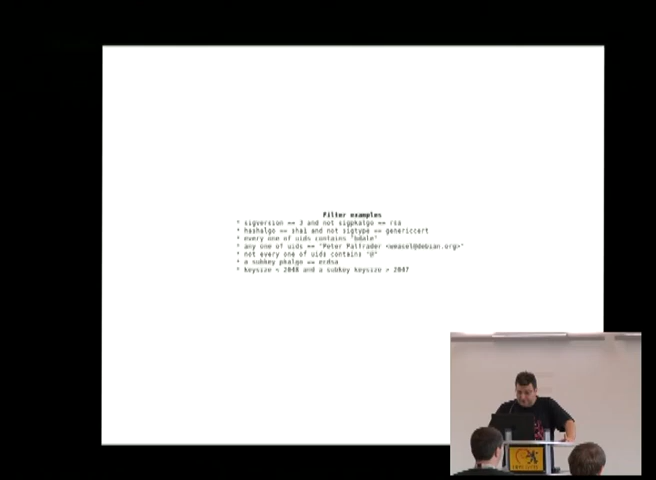 Filter examples
* sigversion == 3 and not sigpkalgo == rsa
* hashalgo == sha1 and not sigtype == genericcert
* every one of uids contains "bdale"
* any one of uids == "Peter Palfrader <weasel@debian.org>"
* not every one of uids contains "@"
* a subkey pkalgo == ecdsa
* keysize < 2048 and a subkey keysize > 2047